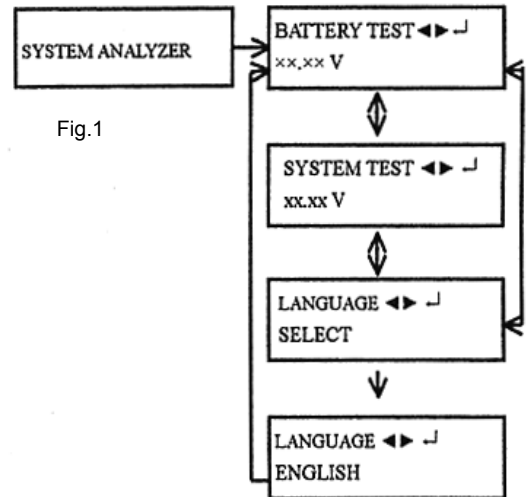 SYSTEM ANALYZER
BATTERY TEST◄►↵
××.×× V
Fig.1
SYSTEM TEST ◄► ↵
xx.xx V
LANGUAGE ◄► ↵
SELECT
LANGUAGE ◄► ↵
ENGLISH